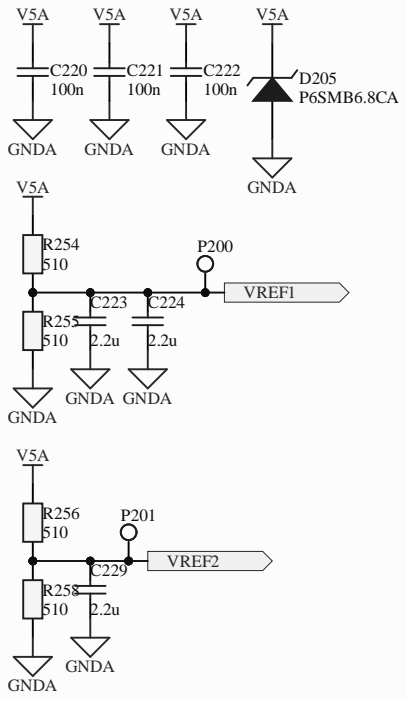 V5A
V5A
V5A
V5A
C220
100n
C221
100n
C222
100n
D205
P6SMB6.8CA
GNDA
GNDA
GNDA
GNDA
V5A
R254
510
P200
VREF1
R255
510
C223
2.2u
C224
2.2u
GNDA
GNDA
GNDA
V5A
R256
510
P201
VREF2
R258
510
C229
2.2u
GNDA
GNDA